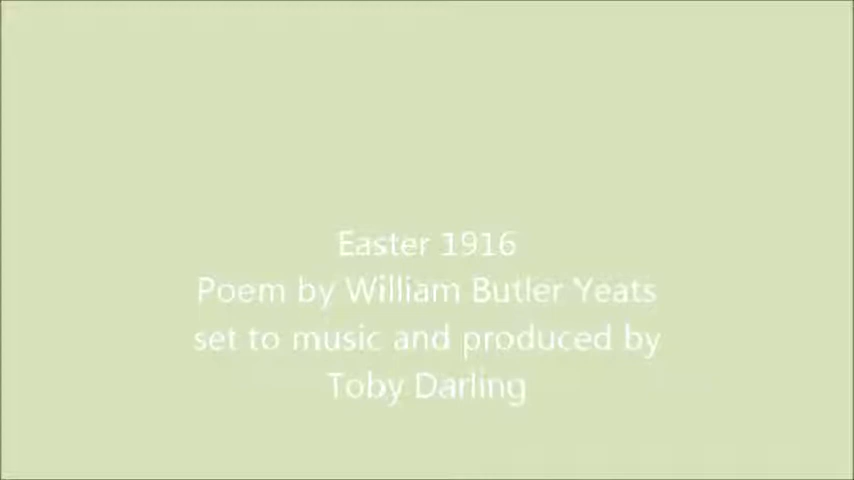 Easter 1916
Poem by William Butler Yeats
set to music and produced by
Toby Darling